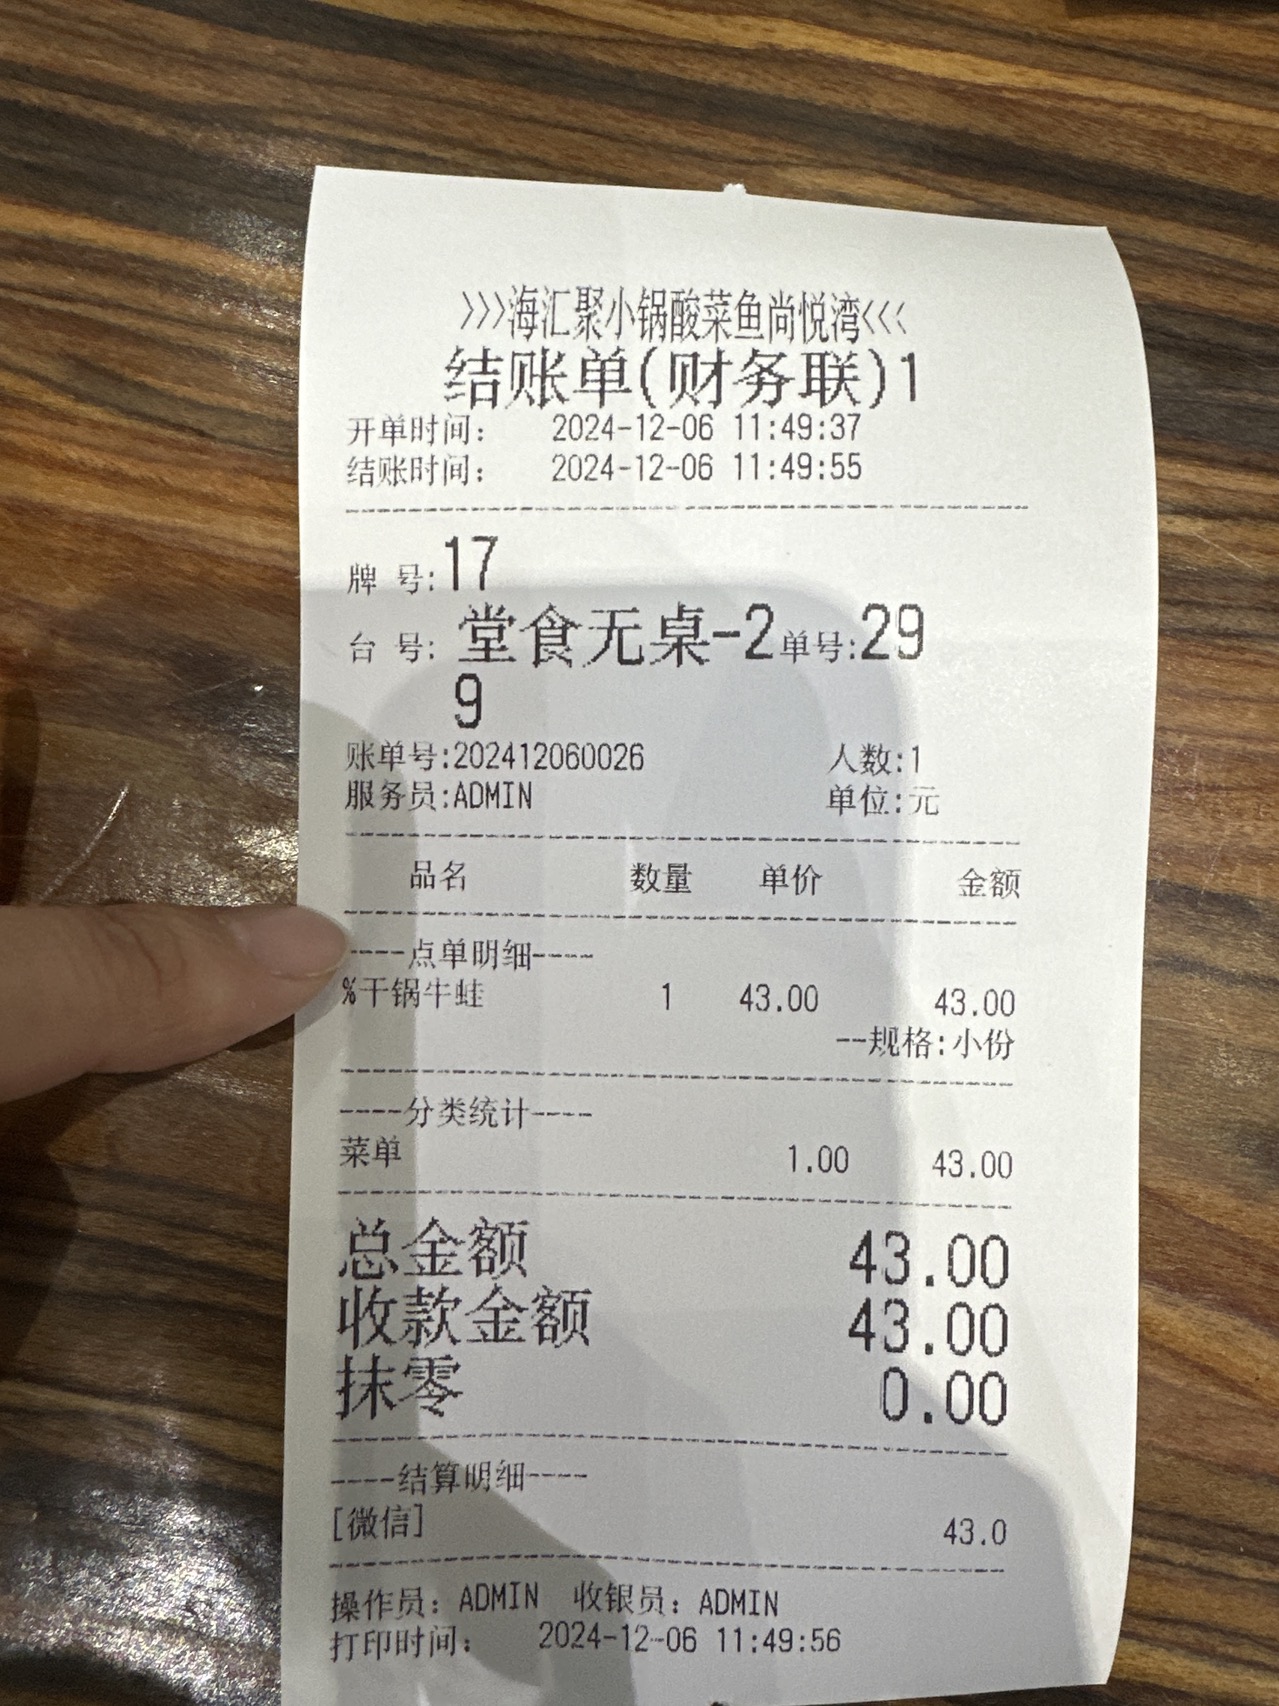 >>>海汇聚小锅酸菜鱼尚悦湾<<<
结账单(财务联)1
开单时间: 2024-12-06 11:49:37
结账时间: 2024-12-06 11:49:55
牌 号:17
台 号: 堂食无桌-2单号:29
9
账单号:202412060026 人数:1
服务员:ADMIN 单位:元
品名 数量 单价 金额
----点单明细----
%干锅牛蛙 1 43.00 43.00
--规格:小份
----分类统计----
菜单 1.00 43.00
总金额 43.00
收款金额 43.00
抹零 0.00
----结算明细----
[微信] 43.0
操作员: ADMIN 收银员: ADMIN
打印时间: 2024-12-06 11:49:56